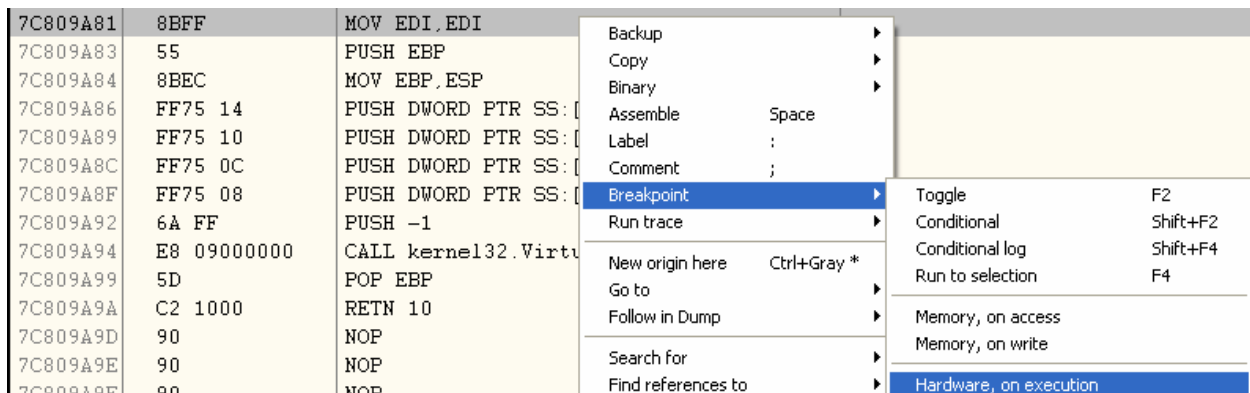 7C809A81 8BFF MOV EDI,EDI
7C809A83 55 PUSH EBP
7C809A84 8BEC MOV EBP,ESP
7C809A86 FF75 14 PUSH DWORD PTR SS:[
7C809A89 FF75 10 PUSH DWORD PTR SS:[
7C809A8C FF75 0C PUSH DWORD PTR SS:[
7C809A8F FF75 08 PUSH DWORD PTR SS:[
7C809A92 6A FF PUSH -1
7C809A94 E8 09000000 CALL kernel32.Virtu
7C809A99 5D POP EBP
7C809A9A C2 1000 RETN 10
7C809A9D 90 NOP
7C809A9E 90 NOP
7C809A9F 90 NOP
Backup
Copy
Binary
Assemble Space
Label :
Comment ;
Breakpoint
Run trace
New origin here Ctrl+Gray *
Go to
Follow in Dump
Search for
Find references to
Toggle F2
Conditional Shift+F2
Conditional log Shift+F4
Run to selection F4
Memory, on access
Memory, on write
Hardware, on execution